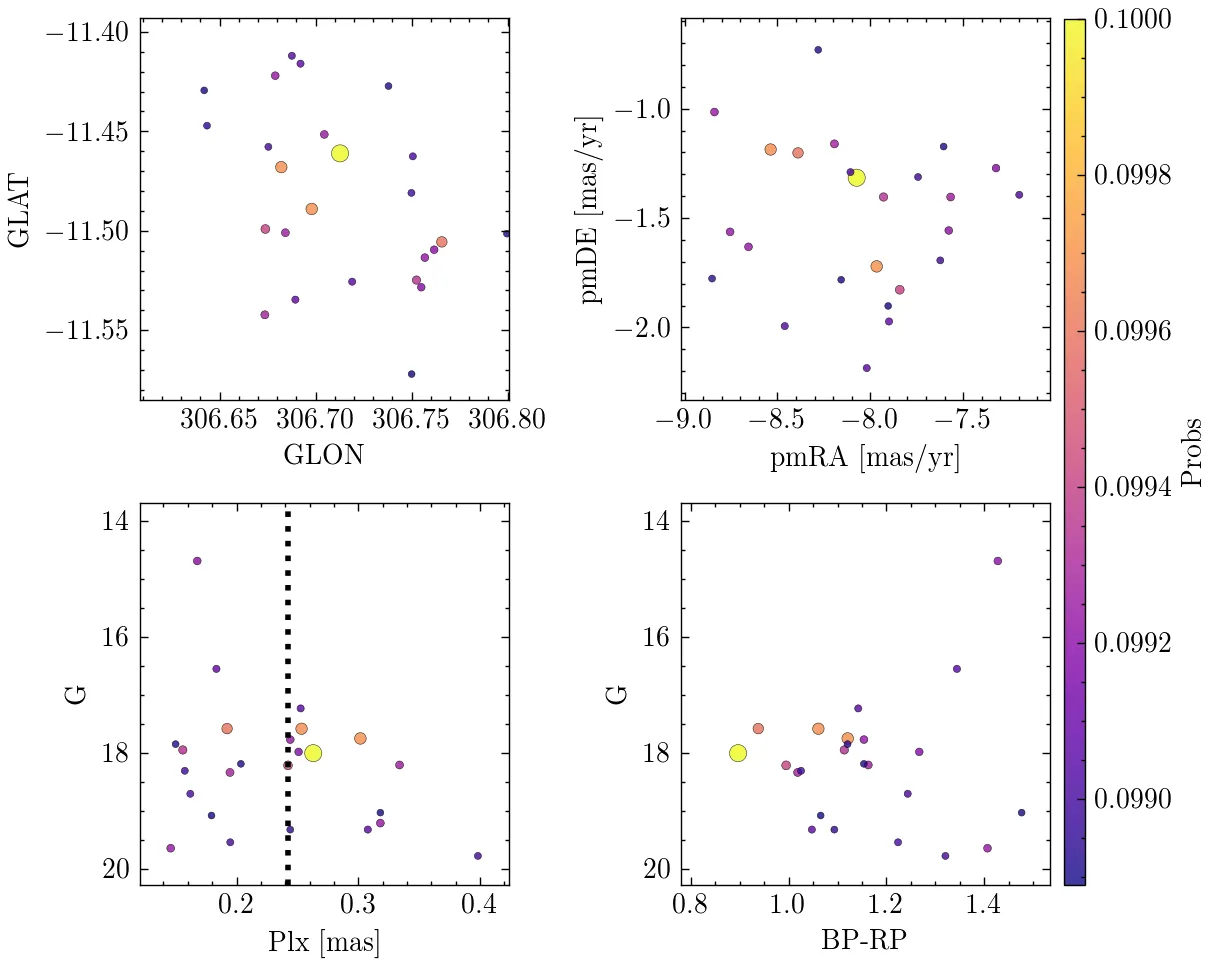 −11.40
−11.45
−11.50
−11.55
GLAT
306.65 306.70 306.75 306.80
GLON
−1.0
−1.5
−2.0
pmDE [mas/yr]
−9.0 −8.5 −8.0 −7.5
pmRA [mas/yr]
14
16
18
20
G
0.2 0.3 0.4
Plx [mas]
14
16
18
20
G
0.8 1.0 1.2 1.4
BP-RP
0.1000
0.0998
0.0996
0.0994
0.0992
0.0990
Probs